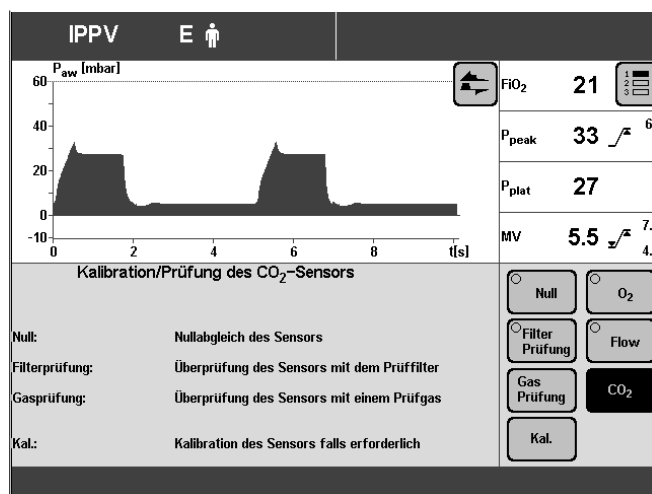 IPPV E
Paw [mbar]
60
40
20
0
-10
0 2 4 6 8 t[s]
FiO2 21
1
2
3
Ppeak 33 6
Pplat 27
MV 5.5 7.
4.
Kalibration/Prüfung des CO2-Sensors
Null: Nullabgleich des Sensors
Filterprüfung: Überprüfung des Sensors mit dem Prüffilter
Gasprüfung: Überprüfung des Sensors mit einem Prüfgas
Kal.: Kalibration des Sensors falls erforderlich
Null O2
Filter
Prüfung Flow
Gas
Prüfung CO2
Kal.